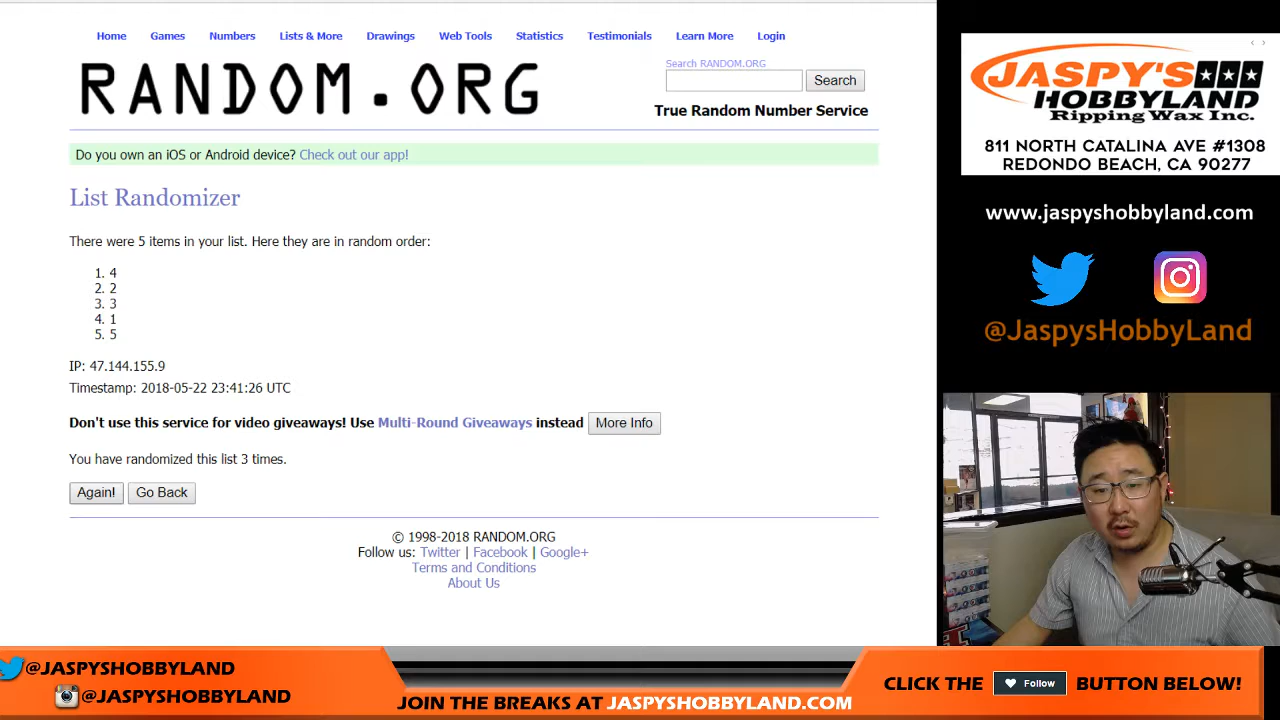 Home Games Numbers Lists & More Drawings Web Tools Statistics Testimonials Learn More Login
RANDOM.ORG
Search RANDOM.ORG
Search
True Random Number Service
Do you own an iOS or Android device? Check out our app!
List Randomizer
There were 5 items in your list. Here they are in random order:
1. 4
2. 2
3. 3
4. 1
5. 5
IP: 47.144.155.9
Timestamp: 2018-05-22 23:41:26 UTC
Don't use this service for video giveaways! Use Multi-Round Giveaways instead More Info
You have randomized this list 3 times.
Again! Go Back
© 1998-2018 RANDOM.ORG
Follow us: Twitter | Facebook | Google+
Terms and Conditions
About Us
JASPY'S
HOBBYLAND
Ripping Wax Inc.
811 NORTH CATALINA AVE #1308
REDONDO BEACH, CA 90277
www.jaspyshobbyland.com
@JaspysHobbyLand
@JASPYSHOBBYLAND
@JASPYSHOBBYLAND
JOIN THE BREAKS AT JASPYSHOBBYLAND.COM
CLICK THE Follow BUTTON BELOW!